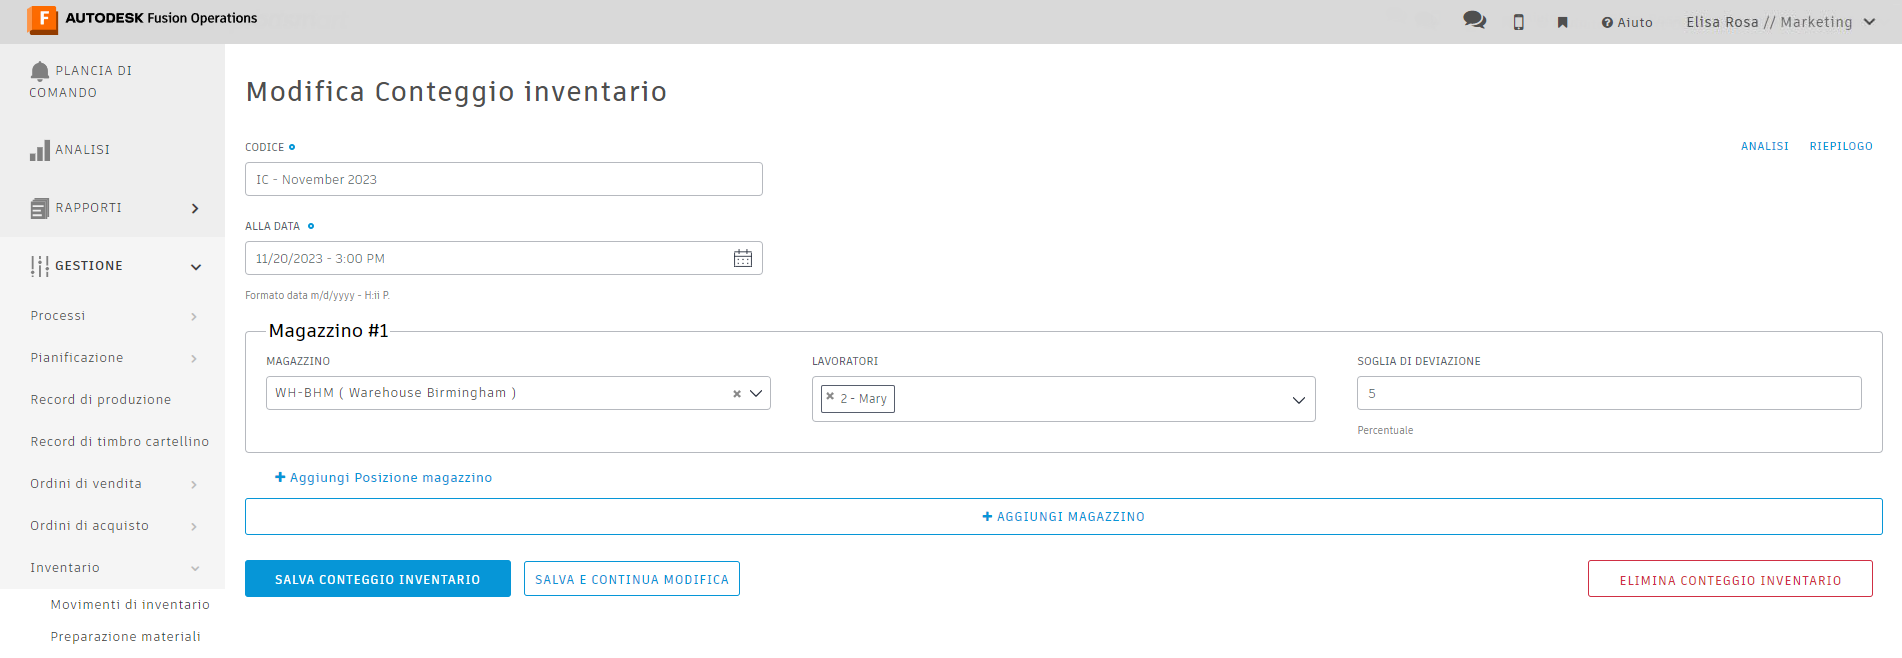 AUTODESK Fusion Operations
Aiuto
Elisa Rosa // Marketing
PLANCIA DI
COMANDO
ANALISI
RAPPORTI
GESTIONE
Processi
Pianificazione
Record di produzione
Record di timbro cartellino
Ordini di vendita
Ordini di acquisto
Inventario
Movimenti di inventario
Preparazione materiali
Modifica Conteggio inventario
ANALISI RIEPILOGO
CODICE
IC - November 2023
ALLA DATA
11/20/2023 - 3:00 PM
Formato data m/d/yyyy - H:ii P.
Magazzino #1
MAGAZZINO
WH-BHM ( Warehouse Birmingham )
LAVORATORI
2 - Mary
SOGLIA DI DEVIAZIONE
5
Percentuale
Aggiungi Posizione magazzino
AGGIUNGI MAGAZZINO
SALVA CONTEGGIO INVENTARIO
SALVA E CONTINUA MODIFICA
ELIMINA CONTEGGIO INVENTARIO